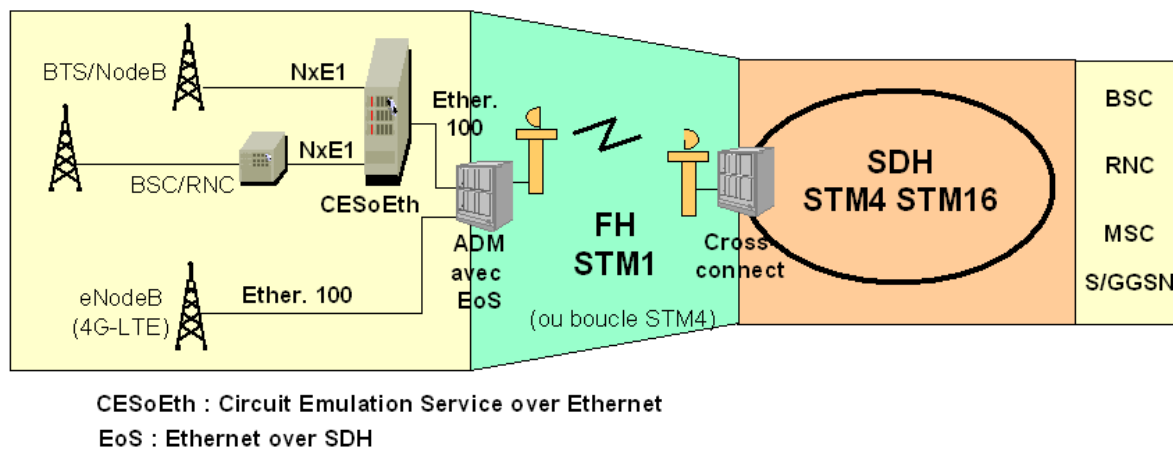 BTS/NodeB
NxE1
Ether.
100
NxE1
BSC/RNC
CESoEth
eNodeB
(4G-LTE)
Ether. 100
ADM
avec
EoS
FH
STM1
(ou boucle STM4)
Cross-
connect
SDH
STM4 STM16
BSC
RNC
MSC
S/GGSN
CESoEth : Circuit Emulation Service over Ethernet
EoS : Ethernet over SDH